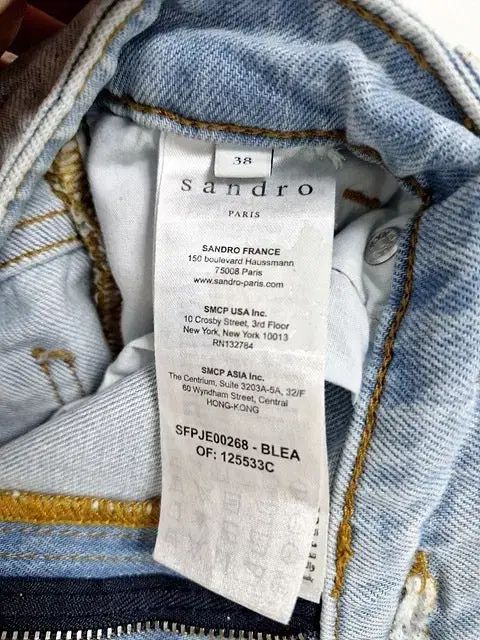 38
sandro
PARIS
SANDRO FRANCE
150 boulevard Haussmann
75008 Paris
www.sandro-paris.com
SMCP USA Inc.
10 Crosby Street, 3rd Floor
New York, New York 10013
RN132784
SMCP ASIA Inc.
The Centrium, Suite 3203A-5A, 32/F
60 Wyndham Street, Central
HONG-KONG
SFPJE00268 - BLEA
OF: 125533C